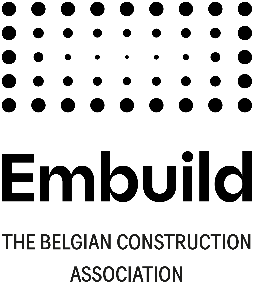 Embuild
THE BELGIAN CONSTRUCTION
ASSOCIATION